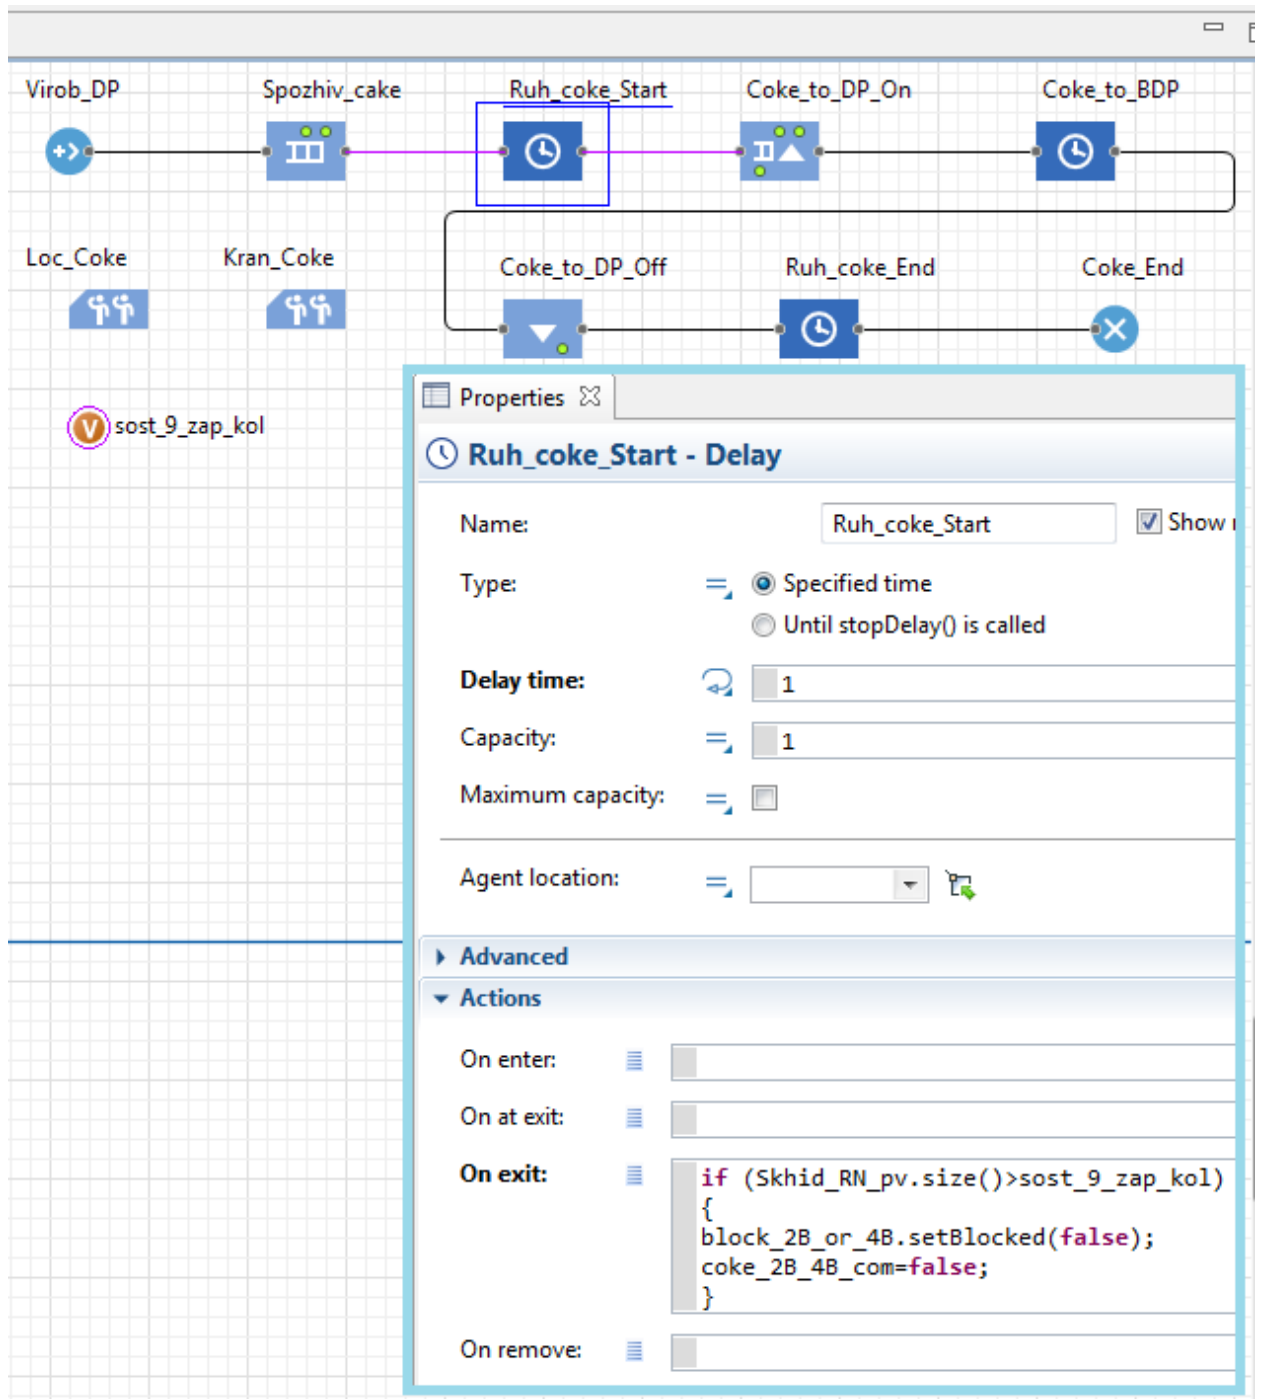 Virob_DP Spozhiv_cake Ruh_coke_Start Coke_to_DP_On Coke_to_BDP
Loc_Coke Kran_Coke Coke_to_DP_Off Ruh_coke_End Coke_End
V sost_9_zap_kol
Properties
Ruh_coke_Start - Delay
Name: Ruh_coke_Start Show
Type: Specified time
Until stopDelay() is called
Delay time: 1
Capacity: 1
Maximum capacity:
Agent location:
Advanced
Actions
On enter:
On at exit:
On exit: if (Skhid_RN_pv.size()>sost_9_zap_kol)
{
block_2B_or_4B.setBlocked(false);
coke_2B_4B_com=false;
}
On remove: